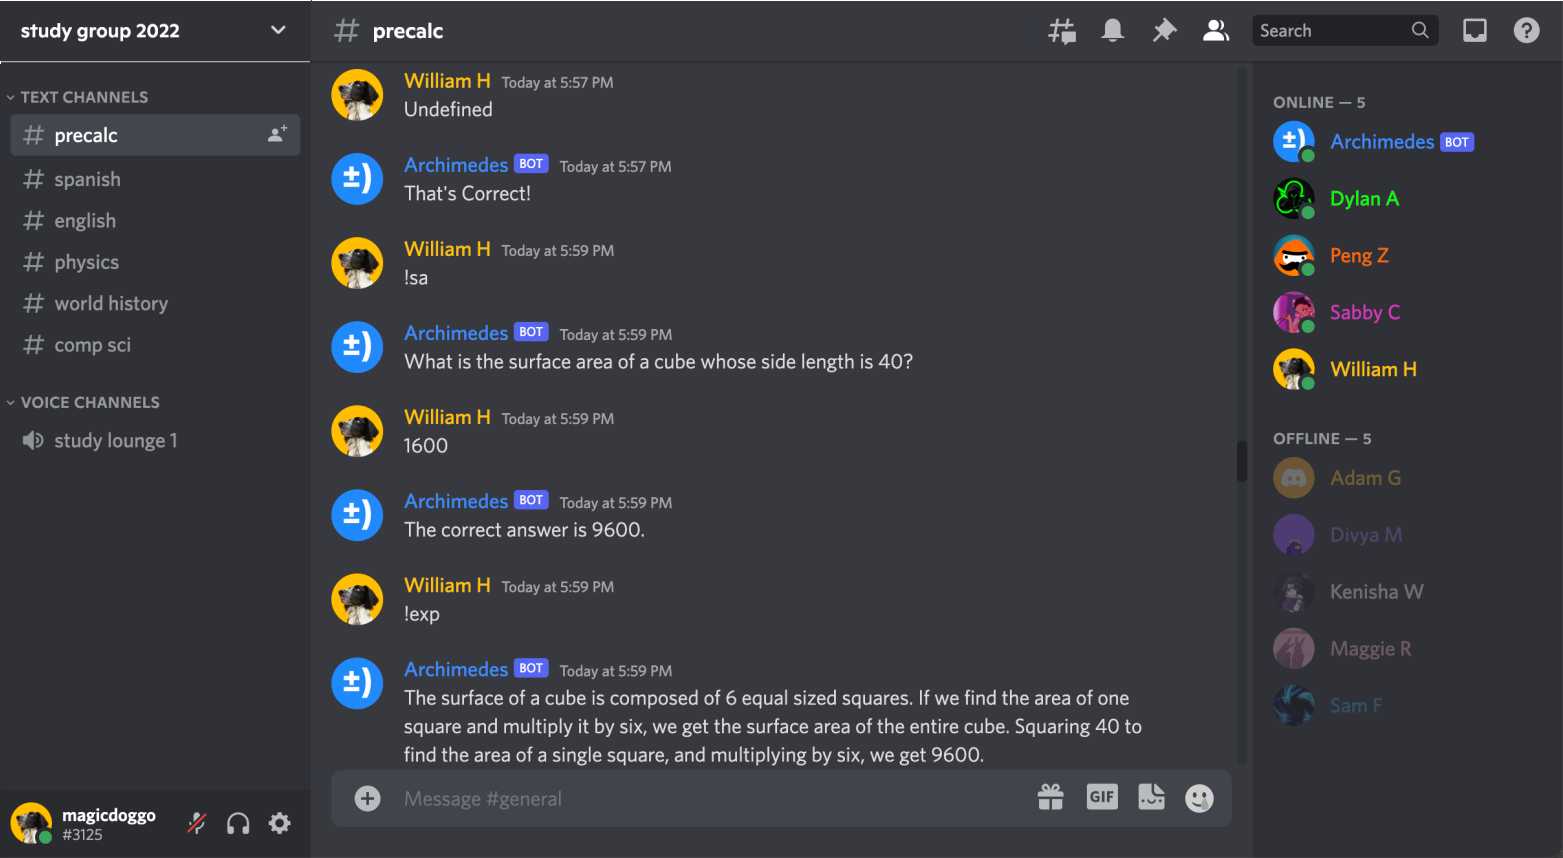 study group 2022
TEXT CHANNELS
# precalc
# spanish
# english
# physics
# world history
# comp sci
VOICE CHANNELS
study lounge 1
magicdoggo
#3125
# precalc
Search
William H Today at 5:57 PM
Undefined
Archimedes BOT Today at 5:57 PM
That's Correct!
William H Today at 5:59 PM
!sa
Archimedes BOT Today at 5:59 PM
What is the surface area of a cube whose side length is 40?
William H Today at 5:59 PM
1600
Archimedes BOT Today at 5:59 PM
The correct answer is 9600.
William H Today at 5:59 PM
!exp
Archimedes BOT Today at 5:59 PM
The surface of a cube is composed of 6 equal sized squares. If we find the area of one
square and multiply it by six, we get the surface area of the entire cube. Squaring 40 to
find the area of a single square, and multiplying by six, we get 9600.
Message #general
GIF
ONLINE — 5
Archimedes BOT
Dylan A
Peng Z
Sabby C
William H
OFFLINE — 5
Adam G
Divya M
Kenisha W
Maggie R
Sam F